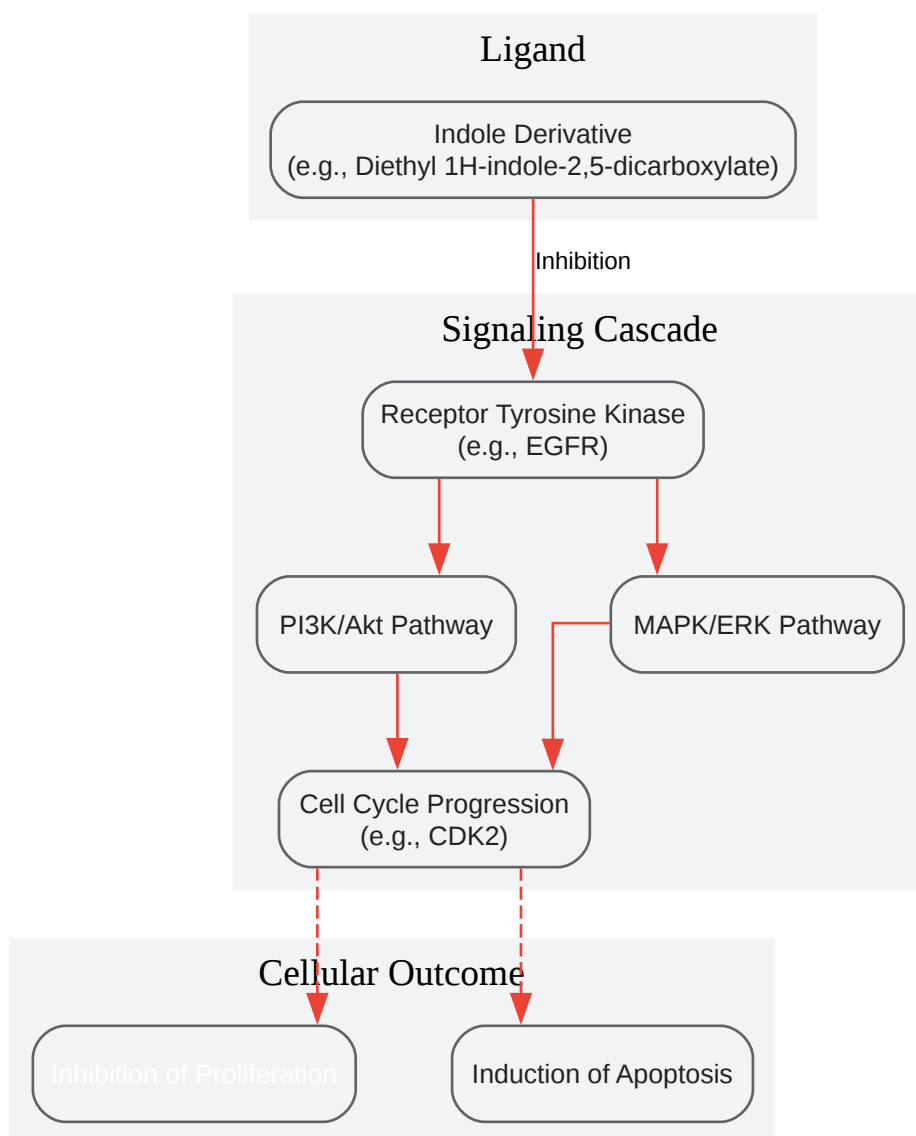 Ligand
Indole Derivative
(e.g., Diethyl 1H-indole-2,5-dicarboxylate)
Inhibition
Signaling Cascade
Receptor Tyrosine Kinase
(e.g., EGFR)
PI3K/Akt Pathway
MAPK/ERK Pathway
Cell Cycle Progression
(e.g., CDK2)
Cellular Outcome
Inhibition of Proliferation
Induction of Apoptosis